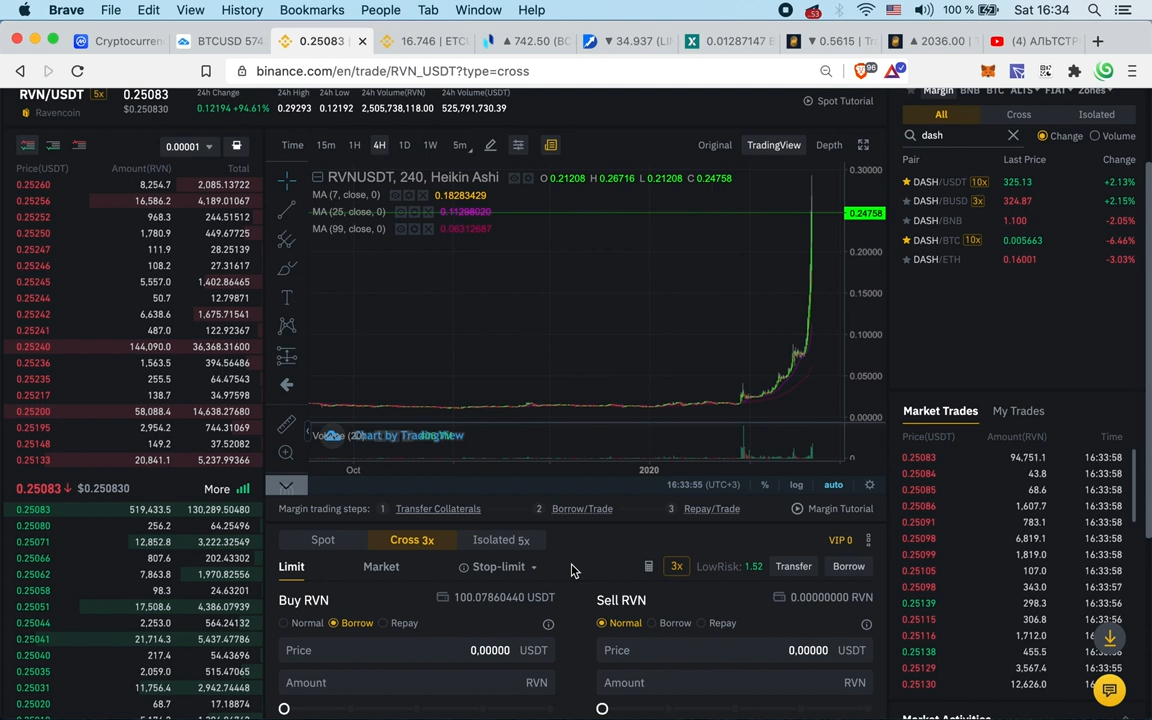 Brave File Edit View History Bookmarks People Tab Window Help 53 100 % Sat 16:34
Cryptocurren BTCUSD 574 0.25083 16.746 | ETC ▲ 742.50 (BC ▼ 34.937 (LI 0.01287147 B ▼ 0.5615 | Tr ▲ 2036.00 | T (4) АЛЬТСТР
binance.com/en/trade/RVN_USDT?type=cross 96
RVN/USDT 5x 0.25083 24h Change 24h High 24h Low 24h Volume(RVN) 24h Volume(USDT)
Ravencoin $0.250830 0.12194 +94.61% 0.29293 0.12192 2,505,738,118.00 525,791,730.39
Spot Tutorial
0.00001
Price(USDT) Amount(RVN) Total
0.25260 8,254.7 2,085.13722
0.25256 16,586.2 4,189.01067
0.25252 968.3 244.51512
0.25250 1,780.9 449.67725
0.25247 111.9 28.25139
0.25246 108.2 27.31617
0.25245 5,557.0 1,402.86465
0.25244 50.7 12.79871
0.25242 6,638.6 1,675.71541
0.25241 487.0 122.92367
0.25240 144,090.0 36,368.31600
0.25236 1,563.5 394.56486
0.25235 255.5 64.47543
0.25217 138.7 34.97598
0.25200 58,088.4 14,638.27680
0.25195 2,954.2 744.31069
0.25148 149.2 37.52082
0.25133 20,841.1 5,237.99366
0.25083 $0.250830 More
0.25083 519,433.5 130,289.50480
0.25080 256.2 64.25496
0.25071 12,852.8 3,222.32549
0.25066 807.6 202.43302
0.25062 7,863.8 1,970.82556
0.25058 98.3 24.63201
0.25051 17,508.6 4,386.07939
0.25044 2,253.0 564.24132
0.25041 21,714.3 5,437.47786
0.25040 217.4 54.43696
0.25035 2,059.0 515.47065
0.25031 11,756.4 2,942.74448
0.25020 68.7 17.18874
Time 15m 1H 4H 1D 1W 5m Original TradingView Depth
RVNUSDT, 240, Heikin Ashi O 0.21208 H 0.26716 L 0.21208 C 0.24758
MA (7, close, 0) 0.18283429
MA (25, close, 0) 0.11298020
MA (99, close, 0) 0.06312687
0.30000
0.24758
0.20000
0.15000
0.10000
0.05000
0.00000
0
Chart by TradingView
Oct 2020
16:33:55 (UTC+3) % log auto
Margin trading steps: 1 Transfer Collaterals 2 Borrow/Trade 3 Repay/Trade Margin Tutorial
Spot Cross 3x Isolated 5x VIP 0
Limit Market Stop-limit 3x LowRisk: 1.52 Transfer Borrow
Buy RVN 100.07860440 USDT
Normal Borrow Repay
Price 0,00000 USDT
Amount RVN
Sell RVN 0.00000000 RVN
Normal Borrow Repay
Price 0,00000 USDT
Amount RVN
Margin BNB BTC ALTS FIAT Zones
All Cross Isolated
dash Change Volume
Pair Last Price Change
DASH/USDT 10x 325.13 +2.13%
DASH/BUSD 3x 324.87 +2.15%
DASH/BNB 1.100 -2.05%
DASH/BTC 10x 0.005663 -6.46%
DASH/ETH 0.16001 -3.03%
Market Trades My Trades
Price(USDT) Amount(RVN) Time
0.25083 94,751.1 16:33:58
0.25084 43.8 16:33:58
0.25085 68.6 16:33:58
0.25086 1,607.7 16:33:58
0.25091 783.1 16:33:58
0.25098 6,819.1 16:33:58
0.25099 1,819.0 16:33:58
0.25105 107.0 16:33:58
0.25098 343.0 16:33:57
0.25139 298.3 16:33:56
0.25115 306.8 16:33:56
0.25116 1,712.0
0.25138 455.5
0.25129 3,567.4 16:33:55
0.25130 12,626.0
Market Activities